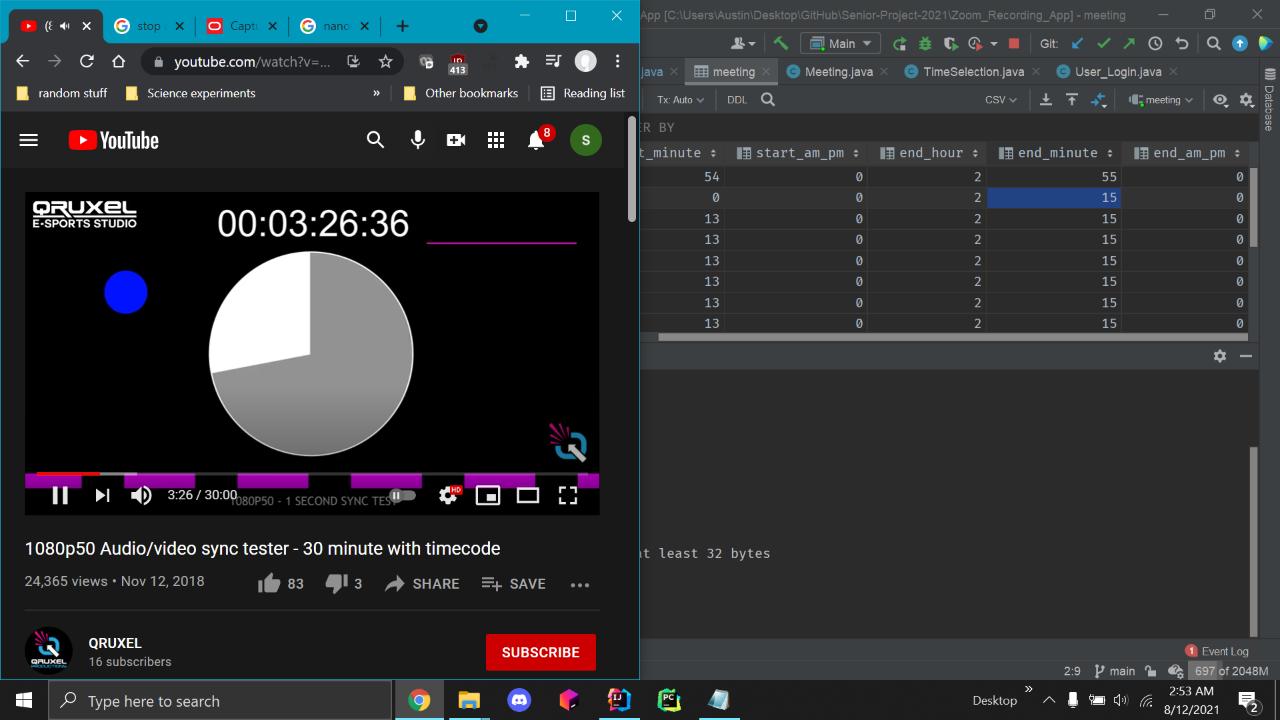 stop
Capt
nano
App [C:\Users\Austin\Desktop\GitHub\Senior-Project-2021\Zoom_Recording_App] - meeting
youtube.com/watch?v=...
413
Main
Git:
random stuff
Science experiments
»
Other bookmarks
Reading list
java
meeting
Meeting.java
TimeSelection.java
User_Login.java
Tx: Auto
DDL
CSV
meeting
Database
YouTube
8
S
ER BY
t_minute
start_am_pm
end_hour
end_minute
end_am_pm
54 0 2 55 0
0 0 2 15 0
13 0 2 15 0
13 0 2 15 0
13 0 2 15 0
13 0 2 15 0
13 0 2 15 0
13 0 2 15 0
QRUXEL
E-SPORTS STUDIO
00:03:26:36
3:26 / 30:00
1080P50 - 1 SECOND SYNC TEST
HD
at least 32 bytes
1080p50 Audio/video sync tester - 30 minute with timecode
24,365 views • Nov 12, 2018
83
3
SHARE
SAVE
QRUXEL
PRODUCTIONS
QRUXEL
16 subscribers
SUBSCRIBE
1 Event Log
2:9
main
697 of 2048M
Type here to search
IJ
PC
Desktop
»
:53 AM
8/12/2021
2